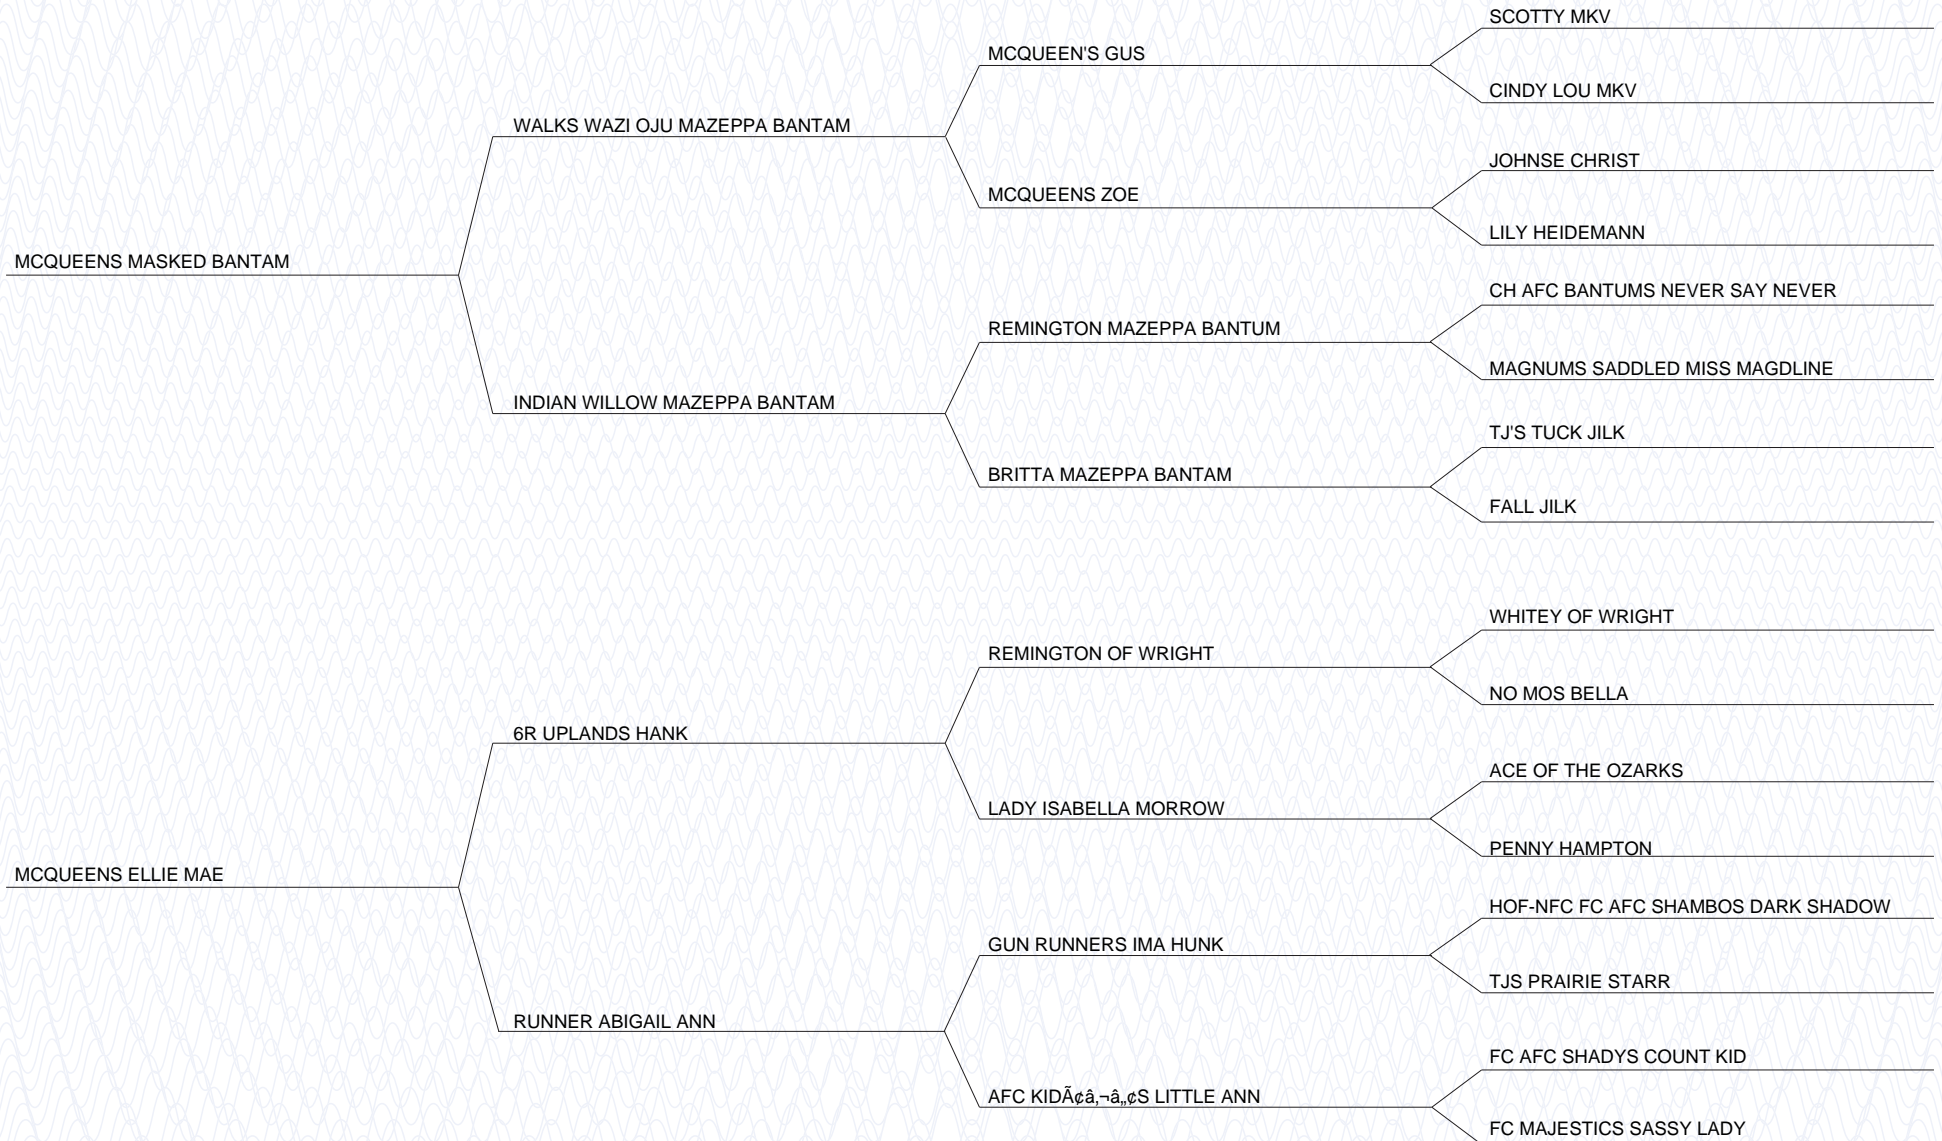 SCOTTY MKV
MCQUEEN'S GUS
CINDY LOU MKV
WALKS WAZI OJU MAZEPPA BANTAM
JOHNSE CHRIST
MCQUEENS ZOE
LILY HEIDEMANN
MCQUEENS MASKED BANTAM
CH AFC BANTUMS NEVER SAY NEVER
REMINGTON MAZEPPA BANTUM
MAGNUMS SADDLED MISS MAGDLINE
INDIAN WILLOW MAZEPPA BANTAM
TJ'S TUCK JILK
BRITTA MAZEPPA BANTAM
FALL JILK
WHITEY OF WRIGHT
REMINGTON OF WRIGHT
NO MOS BELLA
6R UPLANDS HANK
ACE OF THE OZARKS
LADY ISABELLA MORROW
PENNY HAMPTON
MCQUEENS ELLIE MAE
HOF-NFC FC AFC SHAMBOS DARK SHADOW
GUN RUNNERS IMA HUNK
TJS PRAIRIE STARR
RUNNER ABIGAIL ANN
FC AFC SHADYS COUNT KID
AFC KIDÃ¢â‚¬â„¢S LITTLE ANN
FC MAJESTICS SASSY LADY